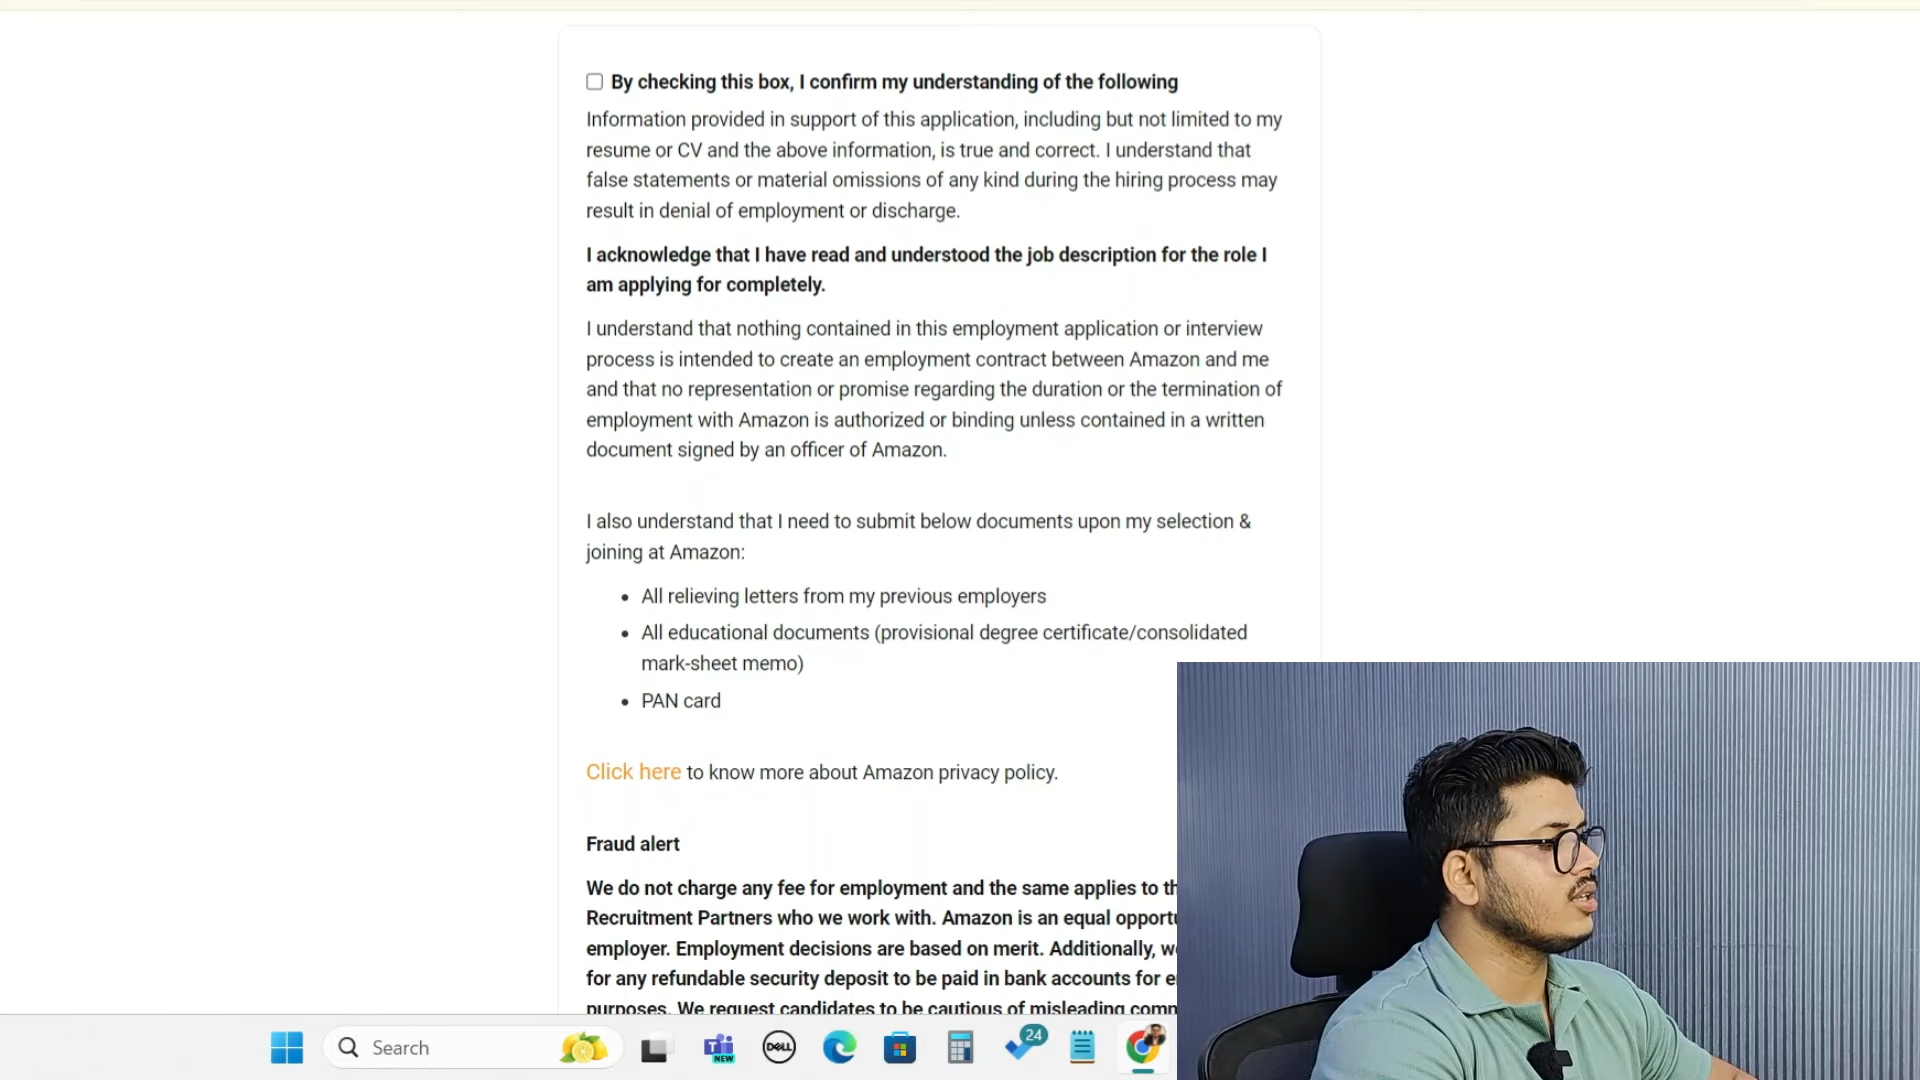 By checking this box, I confirm my understanding of the following
Information provided in support of this application, including but not limited to my
resume or CV and the above information, is true and correct. I understand that
false statements or material omissions of any kind during the hiring process may
result in denial of employment or discharge.
I acknowledge that I have read and understood the job description for the role I
am applying for completely.
I understand that nothing contained in this employment application or interview
process is intended to create an employment contract between Amazon and me
and that no representation or promise regarding the duration or the termination of
employment with Amazon is authorized or binding unless contained in a written
document signed by an officer of Amazon.
I also understand that I need to submit below documents upon my selection &
joining at Amazon:
• All relieving letters from my previous employers
• All educational documents (provisional degree certificate/consolidated
mark-sheet memo)
• PAN card
Click here to know more about Amazon privacy policy.
Fraud alert
We do not charge any fee for employment and the same applies to
Recruitment Partners who we work with. Amazon is an equal
employer. Employment decisions are based on merit. Additionally,
for any refundable security deposit to be paid in bank accounts for
purposes. We request candidates to be cautious of misleading
Search
NEW
DELL
24